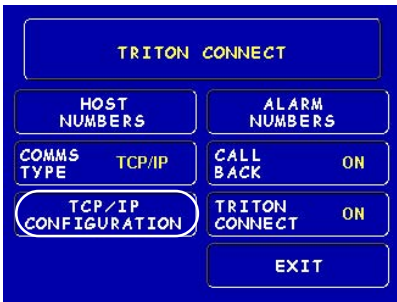 TRITON CONNECT
HOST
NUMBERS
ALARM
NUMBERS
COMMS
TYPE
TCP/IP
CALL
BACK
ON
TCP/IP
CONFIGURATION
TRITON
CONNECT
ON
EXIT